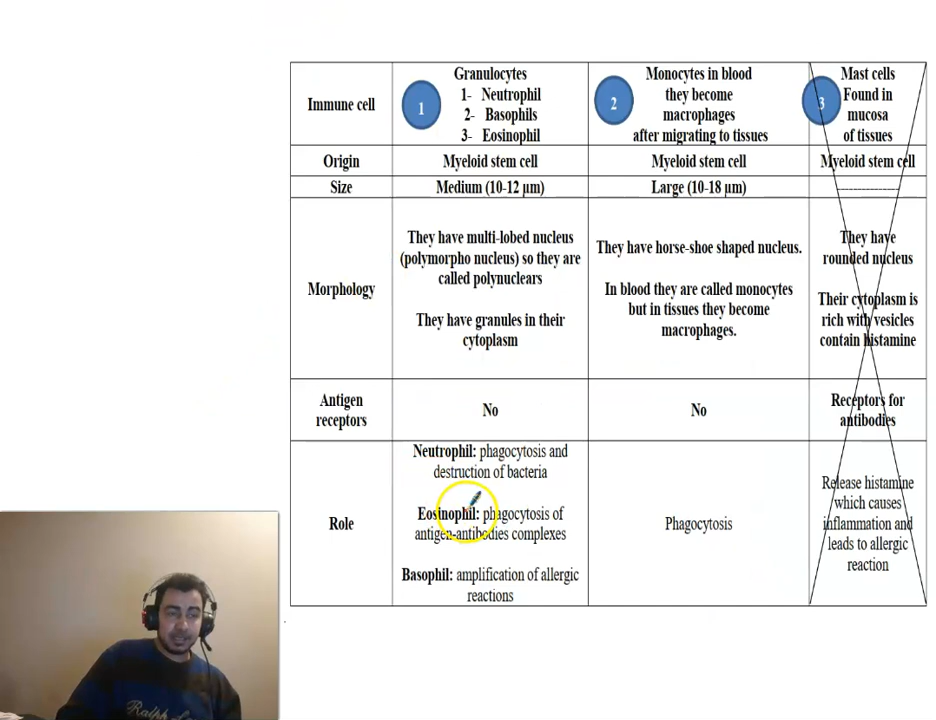 Immune cell
1
Granulocytes
1- Neutrophil
2- Basophils
3- Eosinophil
2
Monocytes in blood
they become
macrophages
after migrating to tissues
3
Mast cells
Found in
mucosa
of tissues
Origin
Myeloid stem cell
Myeloid stem cell
Myeloid stem cell
Size
Medium (10-12 µm)
Large (10-18 µm)
---------------
Morphology
They have multi-lobed nucleus
(polymorpho nucleus) so they are
called polynuclears
They have granules in their
cytoplasm
They have horse-shoe shaped nucleus.
In blood they are called monocytes
but in tissues they become
macrophages.
They have
rounded nucleus
Their cytoplasm is
rich with vesicles
contain histamine
Antigen
receptors
No
No
Receptors for
antibodies
Role
Neutrophil: phagocytosis and
destruction of bacteria
Eosinophil: phagocytosis of
antigen-antibodies complexes
Basophil: amplification of allergic
reactions
Phagocytosis
Release histamine
which causes
inflammation and
leads to allergic
reaction
Ralph